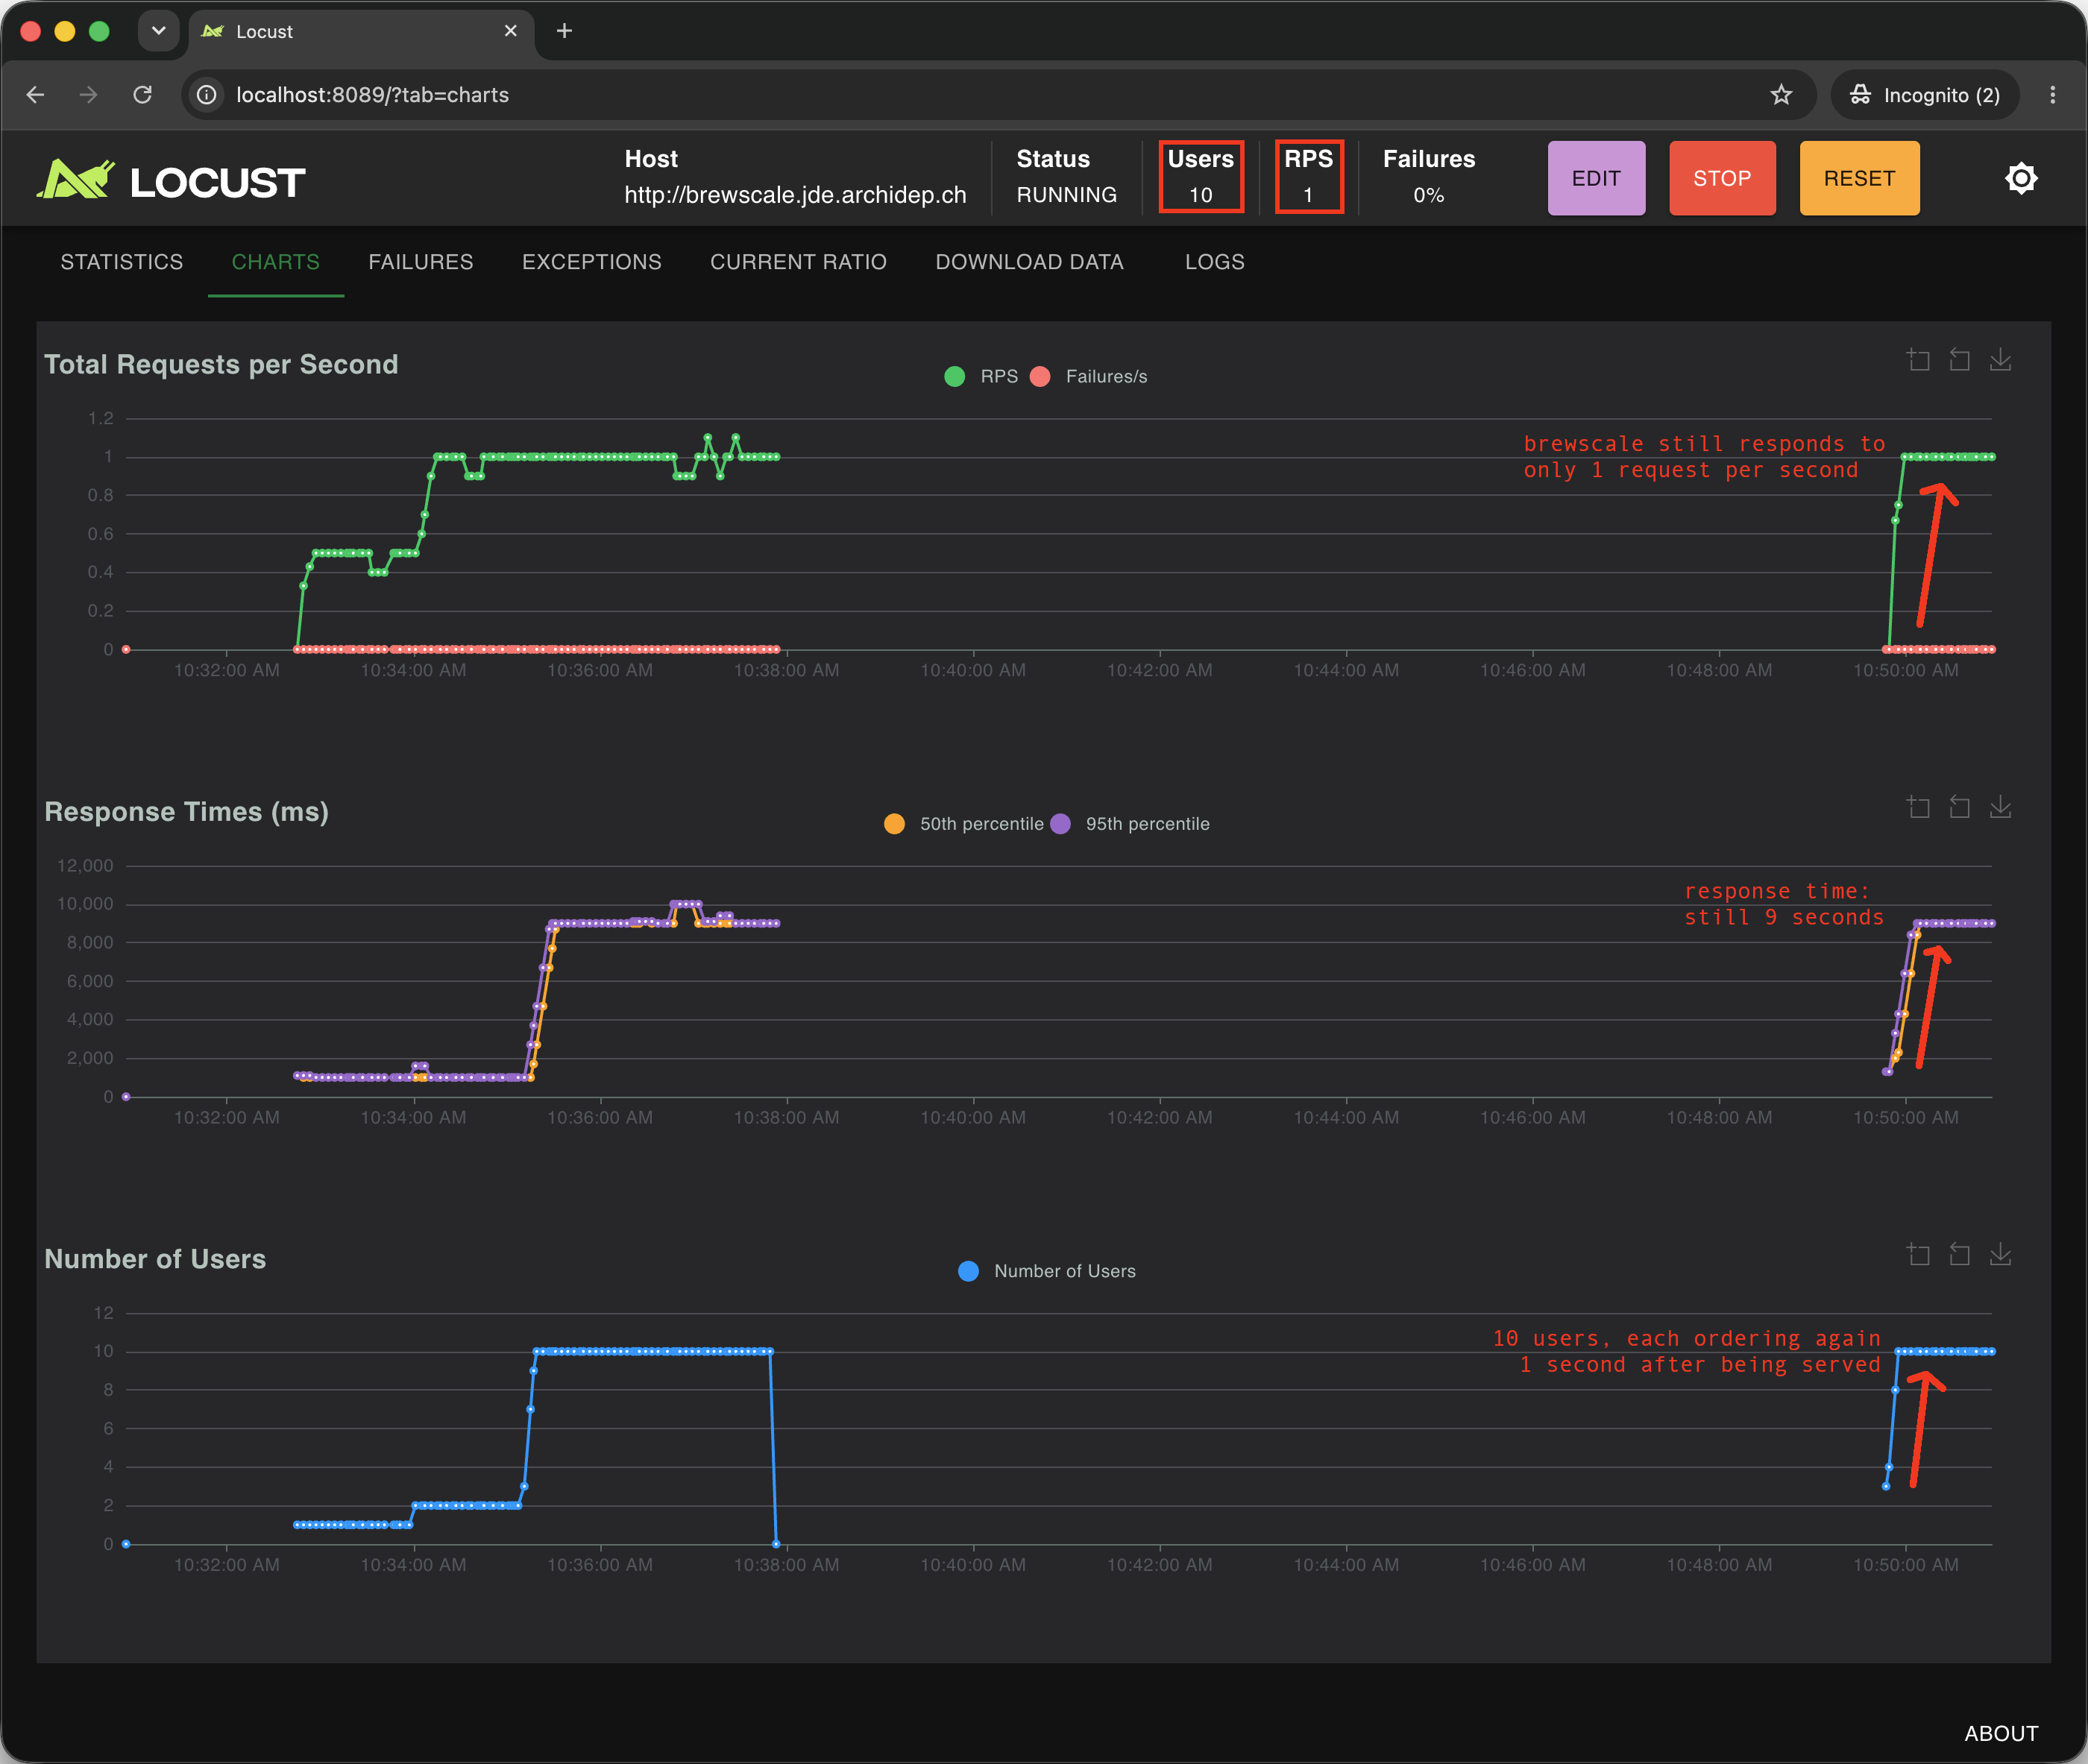 Locust
localhost:8089/?tab=charts
Incognito (2)
LOCUST
Host
http://brewscale.jde.archidep.ch
Status
RUNNING
Users
10
RPS
1
Failures
0%
EDIT
STOP
RESET
STATISTICS
CHARTS
FAILURES
EXCEPTIONS
CURRENT RATIO
DOWNLOAD DATA
LOGS
Total Requests per Second
RPS
Failures/s
1.2
1
0.8
0.6
0.4
0.2
0
brewscale still responds to
only 1 request per second
10:32:00 AM
10:34:00 AM
10:36:00 AM
10:38:00 AM
10:40:00 AM
10:42:00 AM
10:44:00 AM
10:46:00 AM
10:48:00 AM
10:50:00 AM
Response Times (ms)
50th percentile
95th percentile
12,000
10,000
8,000
6,000
4,000
2,000
0
response time:
still 9 seconds
10:32:00 AM
10:34:00 AM
10:36:00 AM
10:38:00 AM
10:40:00 AM
10:42:00 AM
10:44:00 AM
10:46:00 AM
10:48:00 AM
10:50:00 AM
Number of Users
Number of Users
12
10
8
6
4
2
0
10 users, each ordering again
1 second after being served
10:32:00 AM
10:34:00 AM
10:36:00 AM
10:38:00 AM
10:40:00 AM
10:42:00 AM
10:44:00 AM
10:46:00 AM
10:48:00 AM
10:50:00 AM
ABOUT